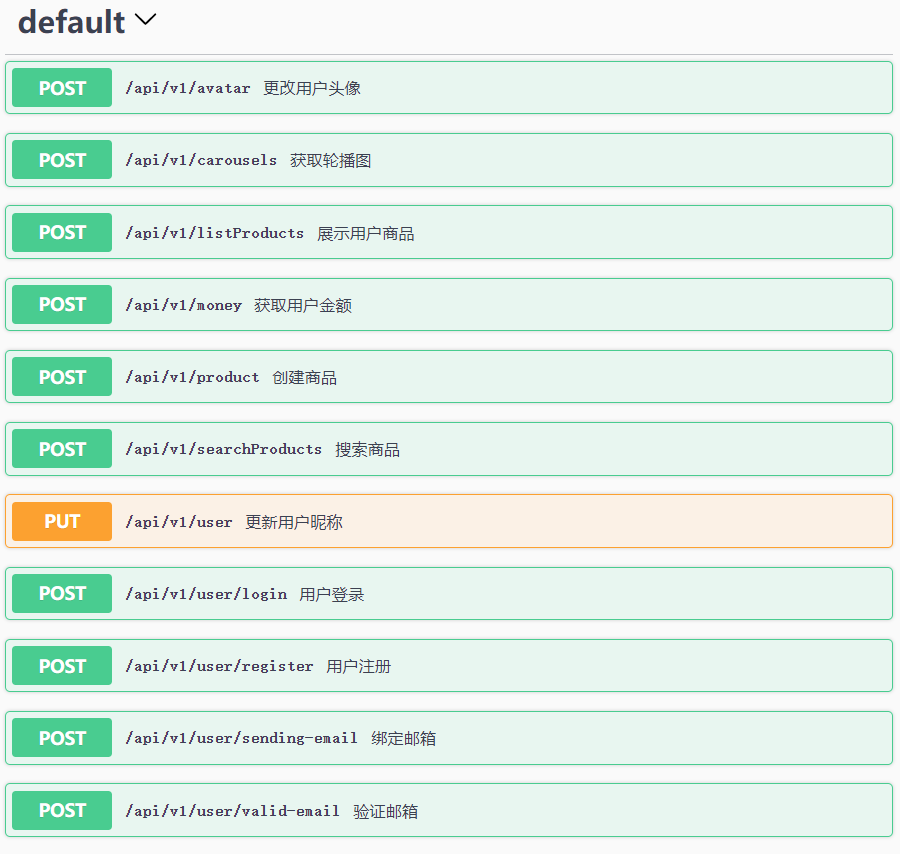 default
POST /api/v1/avatar 更改用户头像
POST /api/v1/carousels 获取轮播图
POST /api/v1/listProducts 展示用户商品
POST /api/v1/money 获取用户金额
POST /api/v1/product 创建商品
POST /api/v1/searchProducts 搜索商品
PUT /api/v1/user 更新用户昵称
POST /api/v1/user/login 用户登录
POST /api/v1/user/register 用户注册
POST /api/v1/user/sending-email 绑定邮箱
POST /api/v1/user/valid-email 验证邮箱